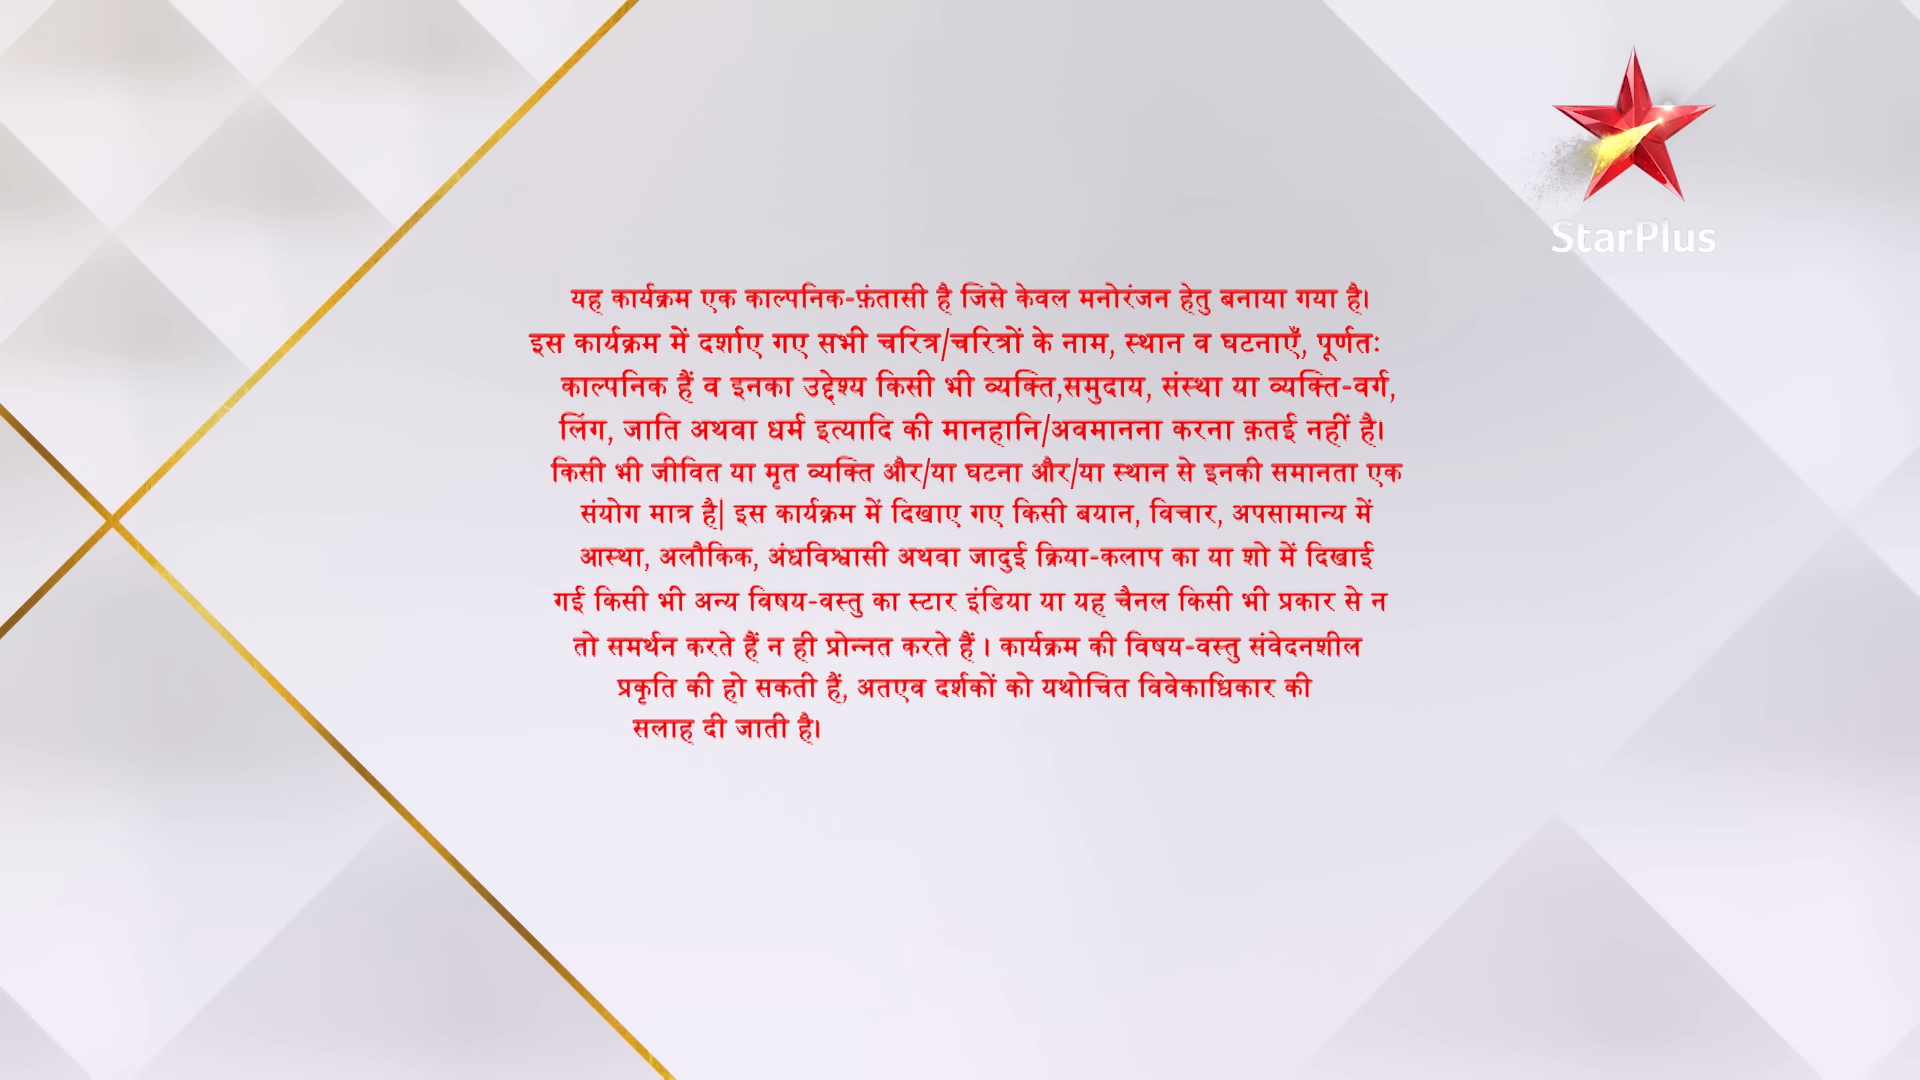 StarPlus
यह कार्यक्रम एक काल्पनिक-फ़ंतासी है जिसे केवल मनोरंजन हेतु बनाया गया है।
इस कार्यक्रम में दर्शाए गए सभी चरित्र/चरित्रों के नाम, स्थान व घटनाएँ, पूर्णतः
काल्पनिक हैं व इनका उद्देश्य किसी भी व्यक्ति,समुदाय, संस्था या व्यक्ति-वर्ग,
लिंग, जाति अथवा धर्म इत्यादि की मानहानि/अवमानना करना क़तई नहीं है।
किसी भी जीवित या मृत व्यक्ति और/या घटना और/या स्थान से इनकी समानता एक
संयोग मात्र है| इस कार्यक्रम में दिखाए गए किसी बयान, विचार, अपसामान्य में
आस्था, अलौकिक, अंधविश्वासी अथवा जादुई क्रिया-कलाप का या शो में दिखाई
गई किसी भी अन्य विषय-वस्तु का स्टार इंडिया या यह चैनल किसी भी प्रकार से न
तो समर्थन करते हैं न ही प्रोन्नत करते हैं । कार्यक्रम की विषय-वस्तु संवेदनशील
प्रकृति की हो सकती हैं, अतएव दर्शकों को यथोचित विवेकाधिकार की
सलाह दी जाती है।